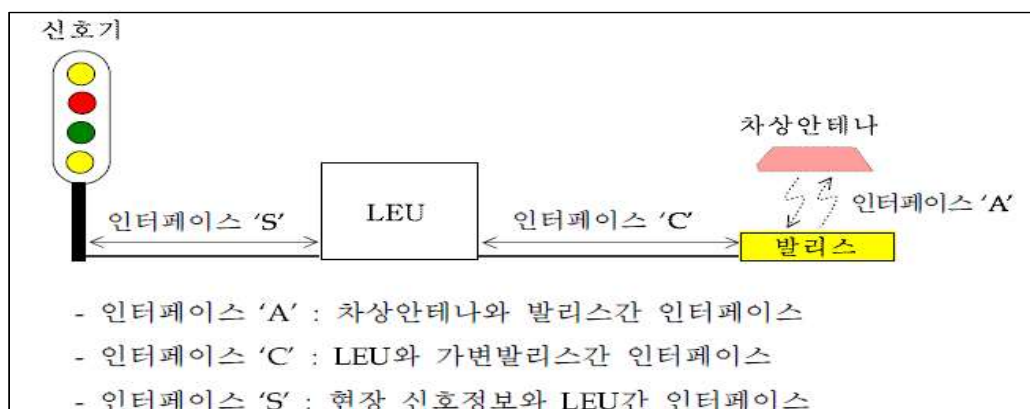 신호기
차상안테나
LEU
인터페이스 'S'
인터페이스 'C'
인터페이스 'A'
발리스
- 인터페이스 'A' : 차상안테나와 발리스간 인터페이스
- 인터페이스 'C' : LEU와 가변발리스간 인터페이스
- 인터페이스 'S' : 현장 신호정보와 LEU간 인터페이스